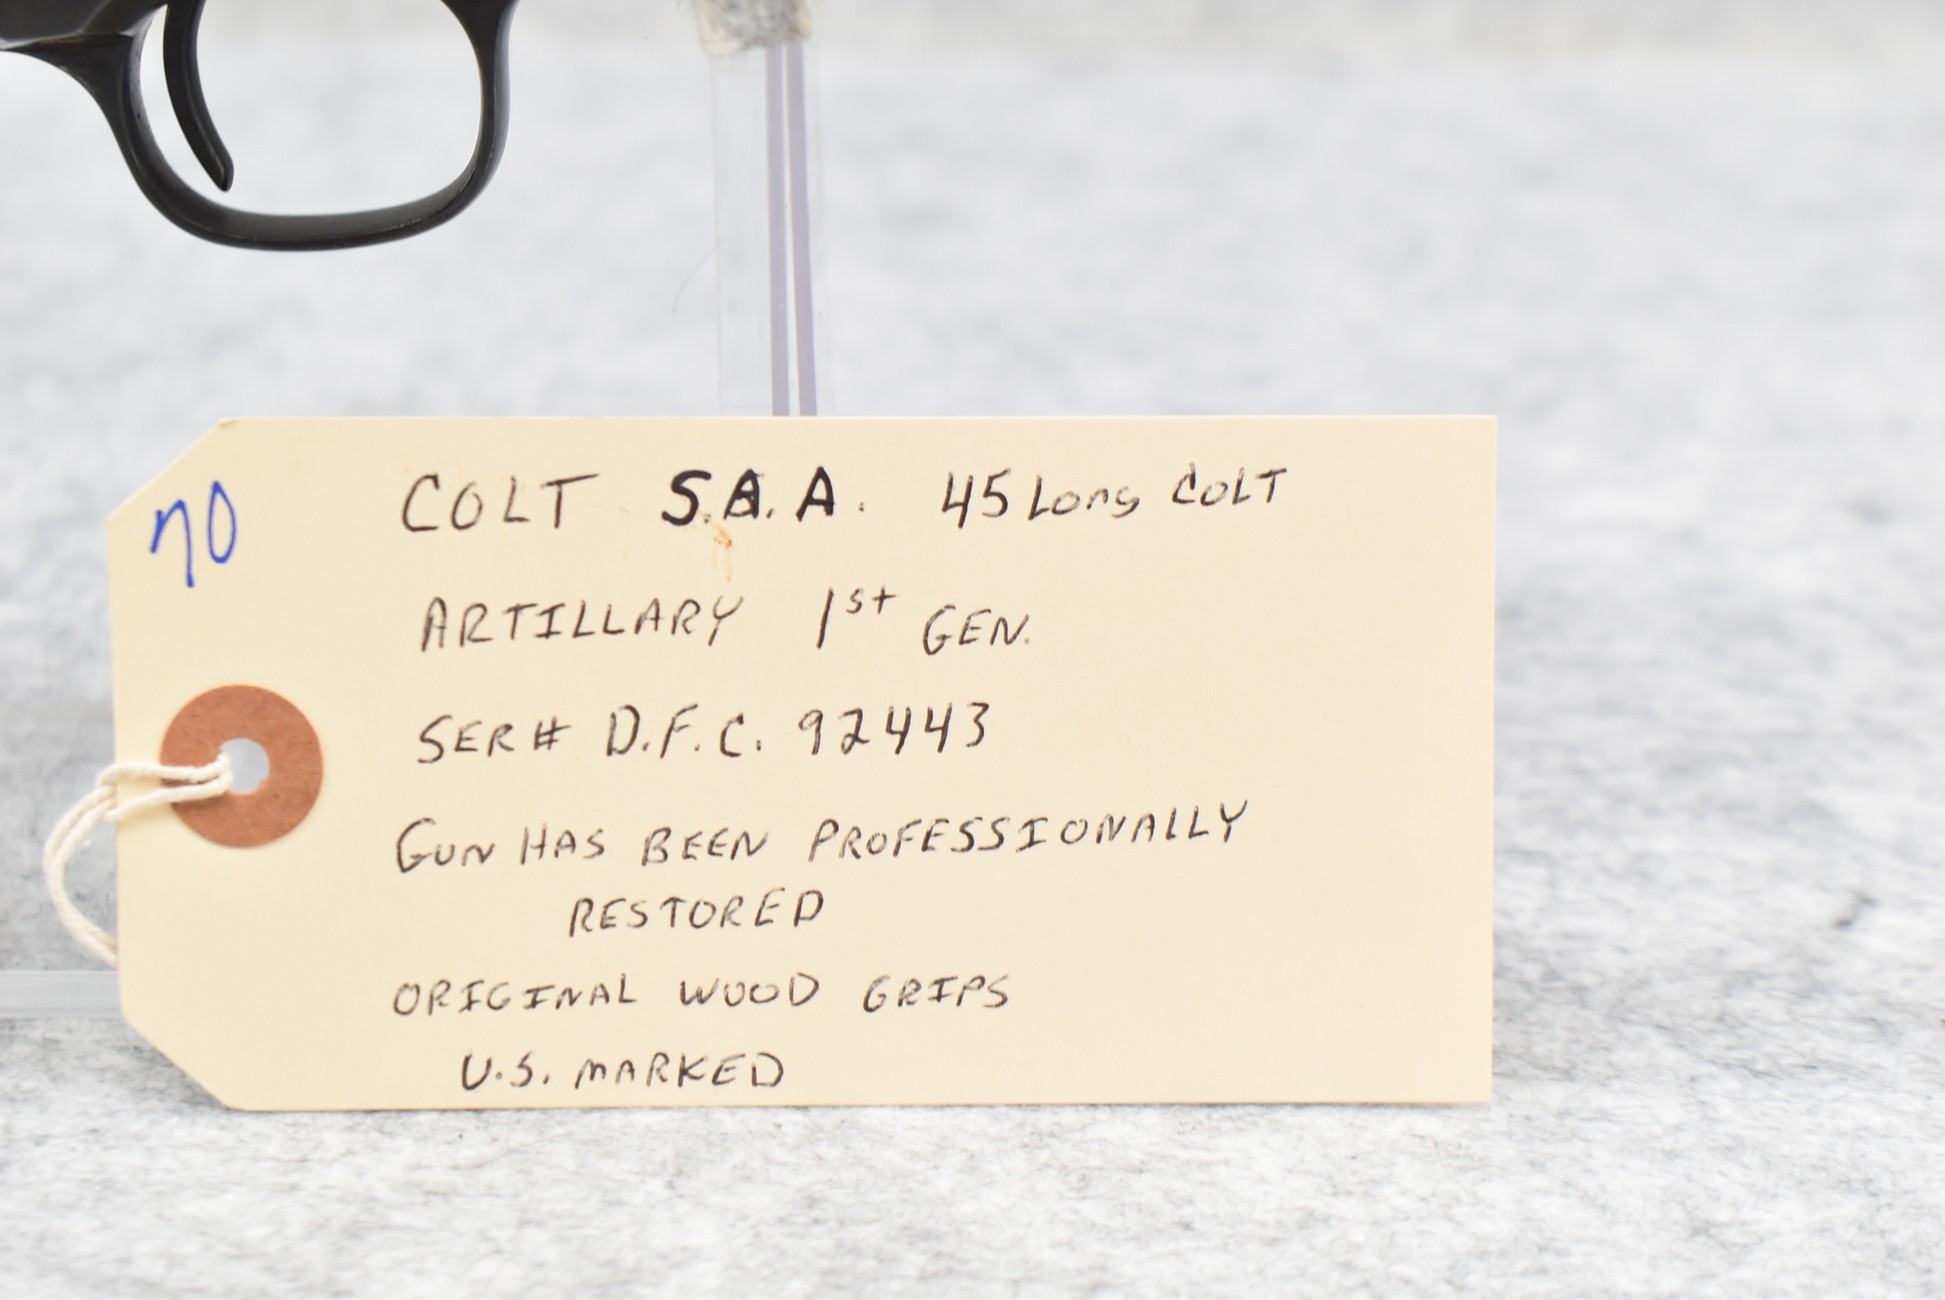 70
COLT S.A.A. 45 Long COLT
ARTILLARY 1st GEN.
SER# D.F.C. 92443
GUN HAS BEEN PROFESSIONALLY
RESTORED
ORIGINAL WOOD GRIPS
U.S. MARKED